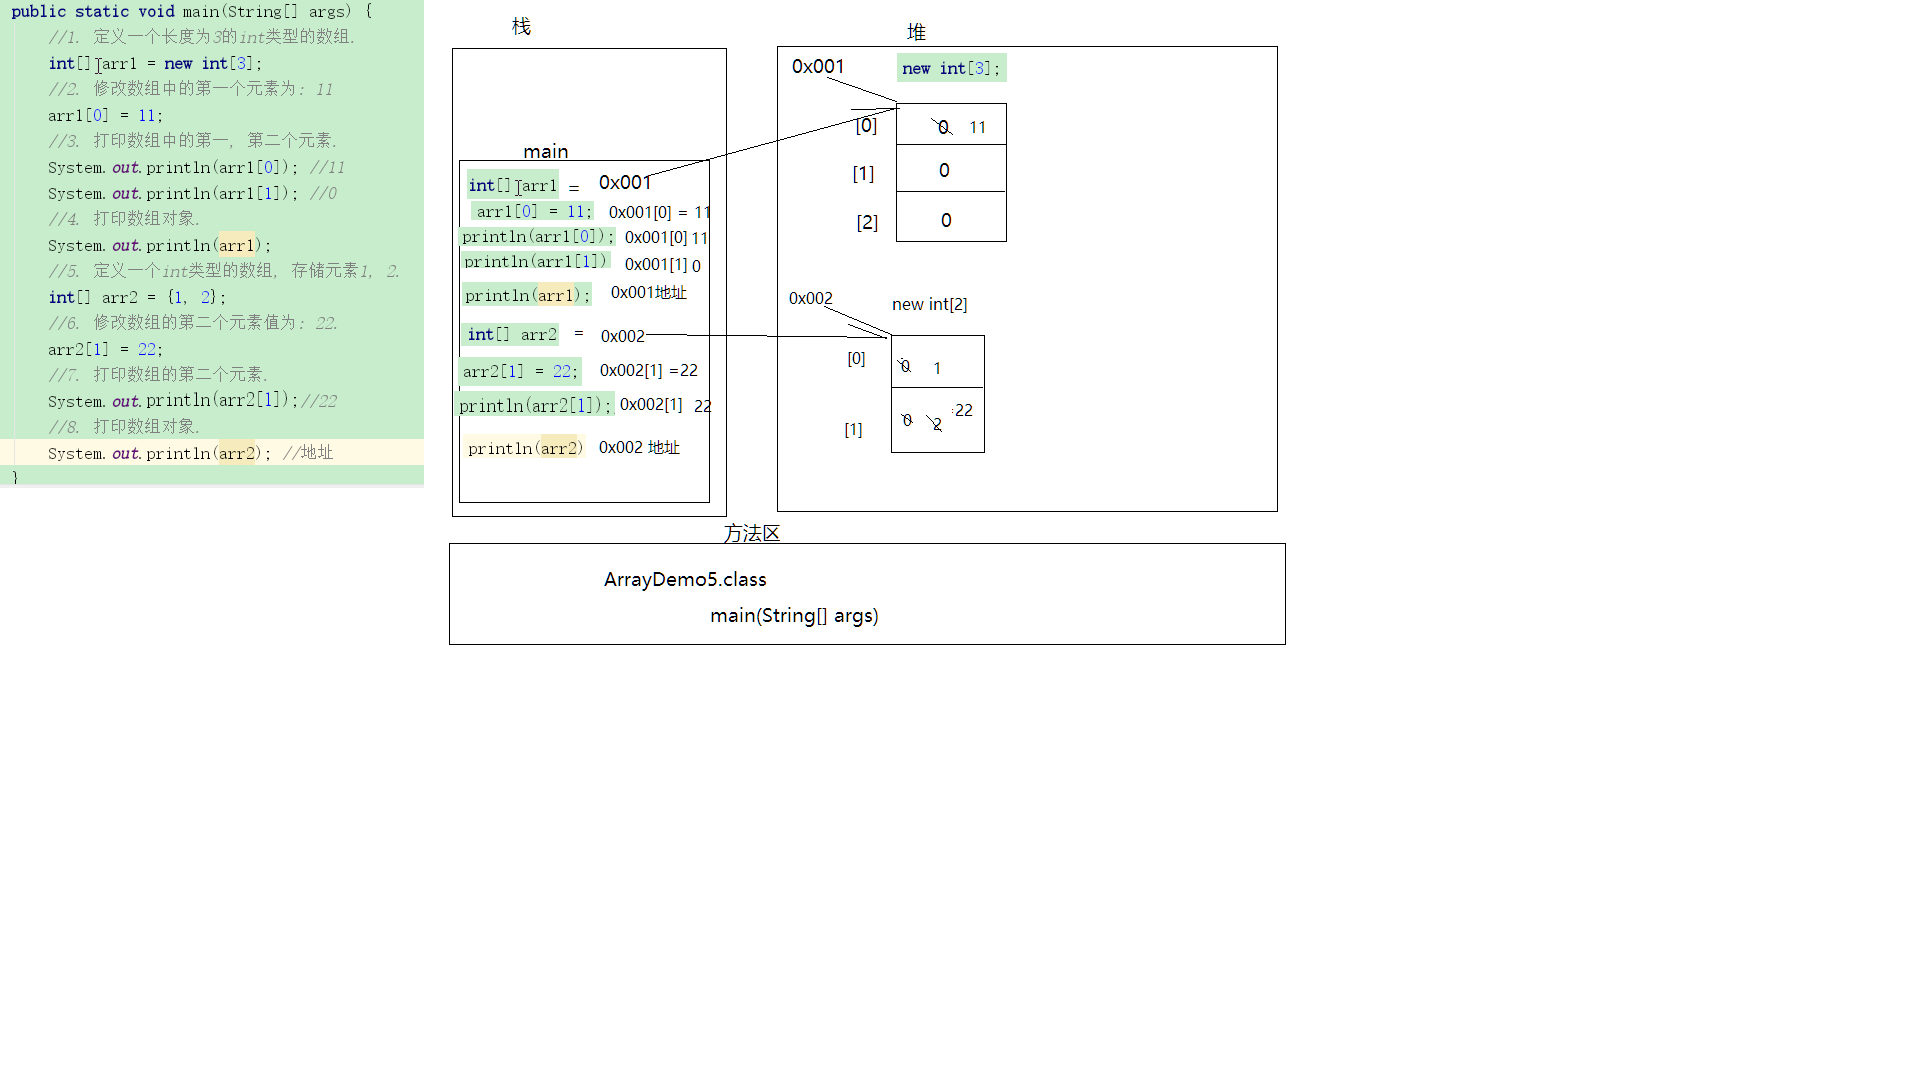 public static void main(String[] args) {
//1. 定义一个长度为3的int类型的数组.
int[] arr1 = new int[3];
//2. 修改数组中的第一个元素为: 11
arr1[0] = 11;
//3. 打印数组中的第一, 第二个元素.
System.out.println(arr1[0]); //11
System.out.println(arr1[1]); //0
//4. 打印数组对象.
System.out.println(arr1);
//5. 定义一个int类型的数组, 存储元素1, 2.
int[] arr2 = {1, 2};
//6. 修改数组的第二个元素值为: 22.
arr2[1] = 22;
//7. 打印数组的第二个元素.
System.out.println(arr2[1]);//22
//8. 打印数组对象.
System.out.println(arr2); //地址
}
栈
main
int[] arr1 = 0x001
arr1[0] = 11; 0x001[0] = 11
println(arr1[0]); 0x001[0] 11
println(arr1[1]) 0x001[1] 0
println(arr1); 0x001地址
int[] arr2 = 0x002
arr2[1] = 22; 0x002[1] =22
println(arr2[1]); 0x002[1] 22
println(arr2) 0x002 地址
堆
0x001 new int[3];
[0] 0 11
[1] 0
[2] 0
0x002 new int[2]
[0] 0 1
[1] 0 2 22
方法区
ArrayDemo5.class
main(String[] args)